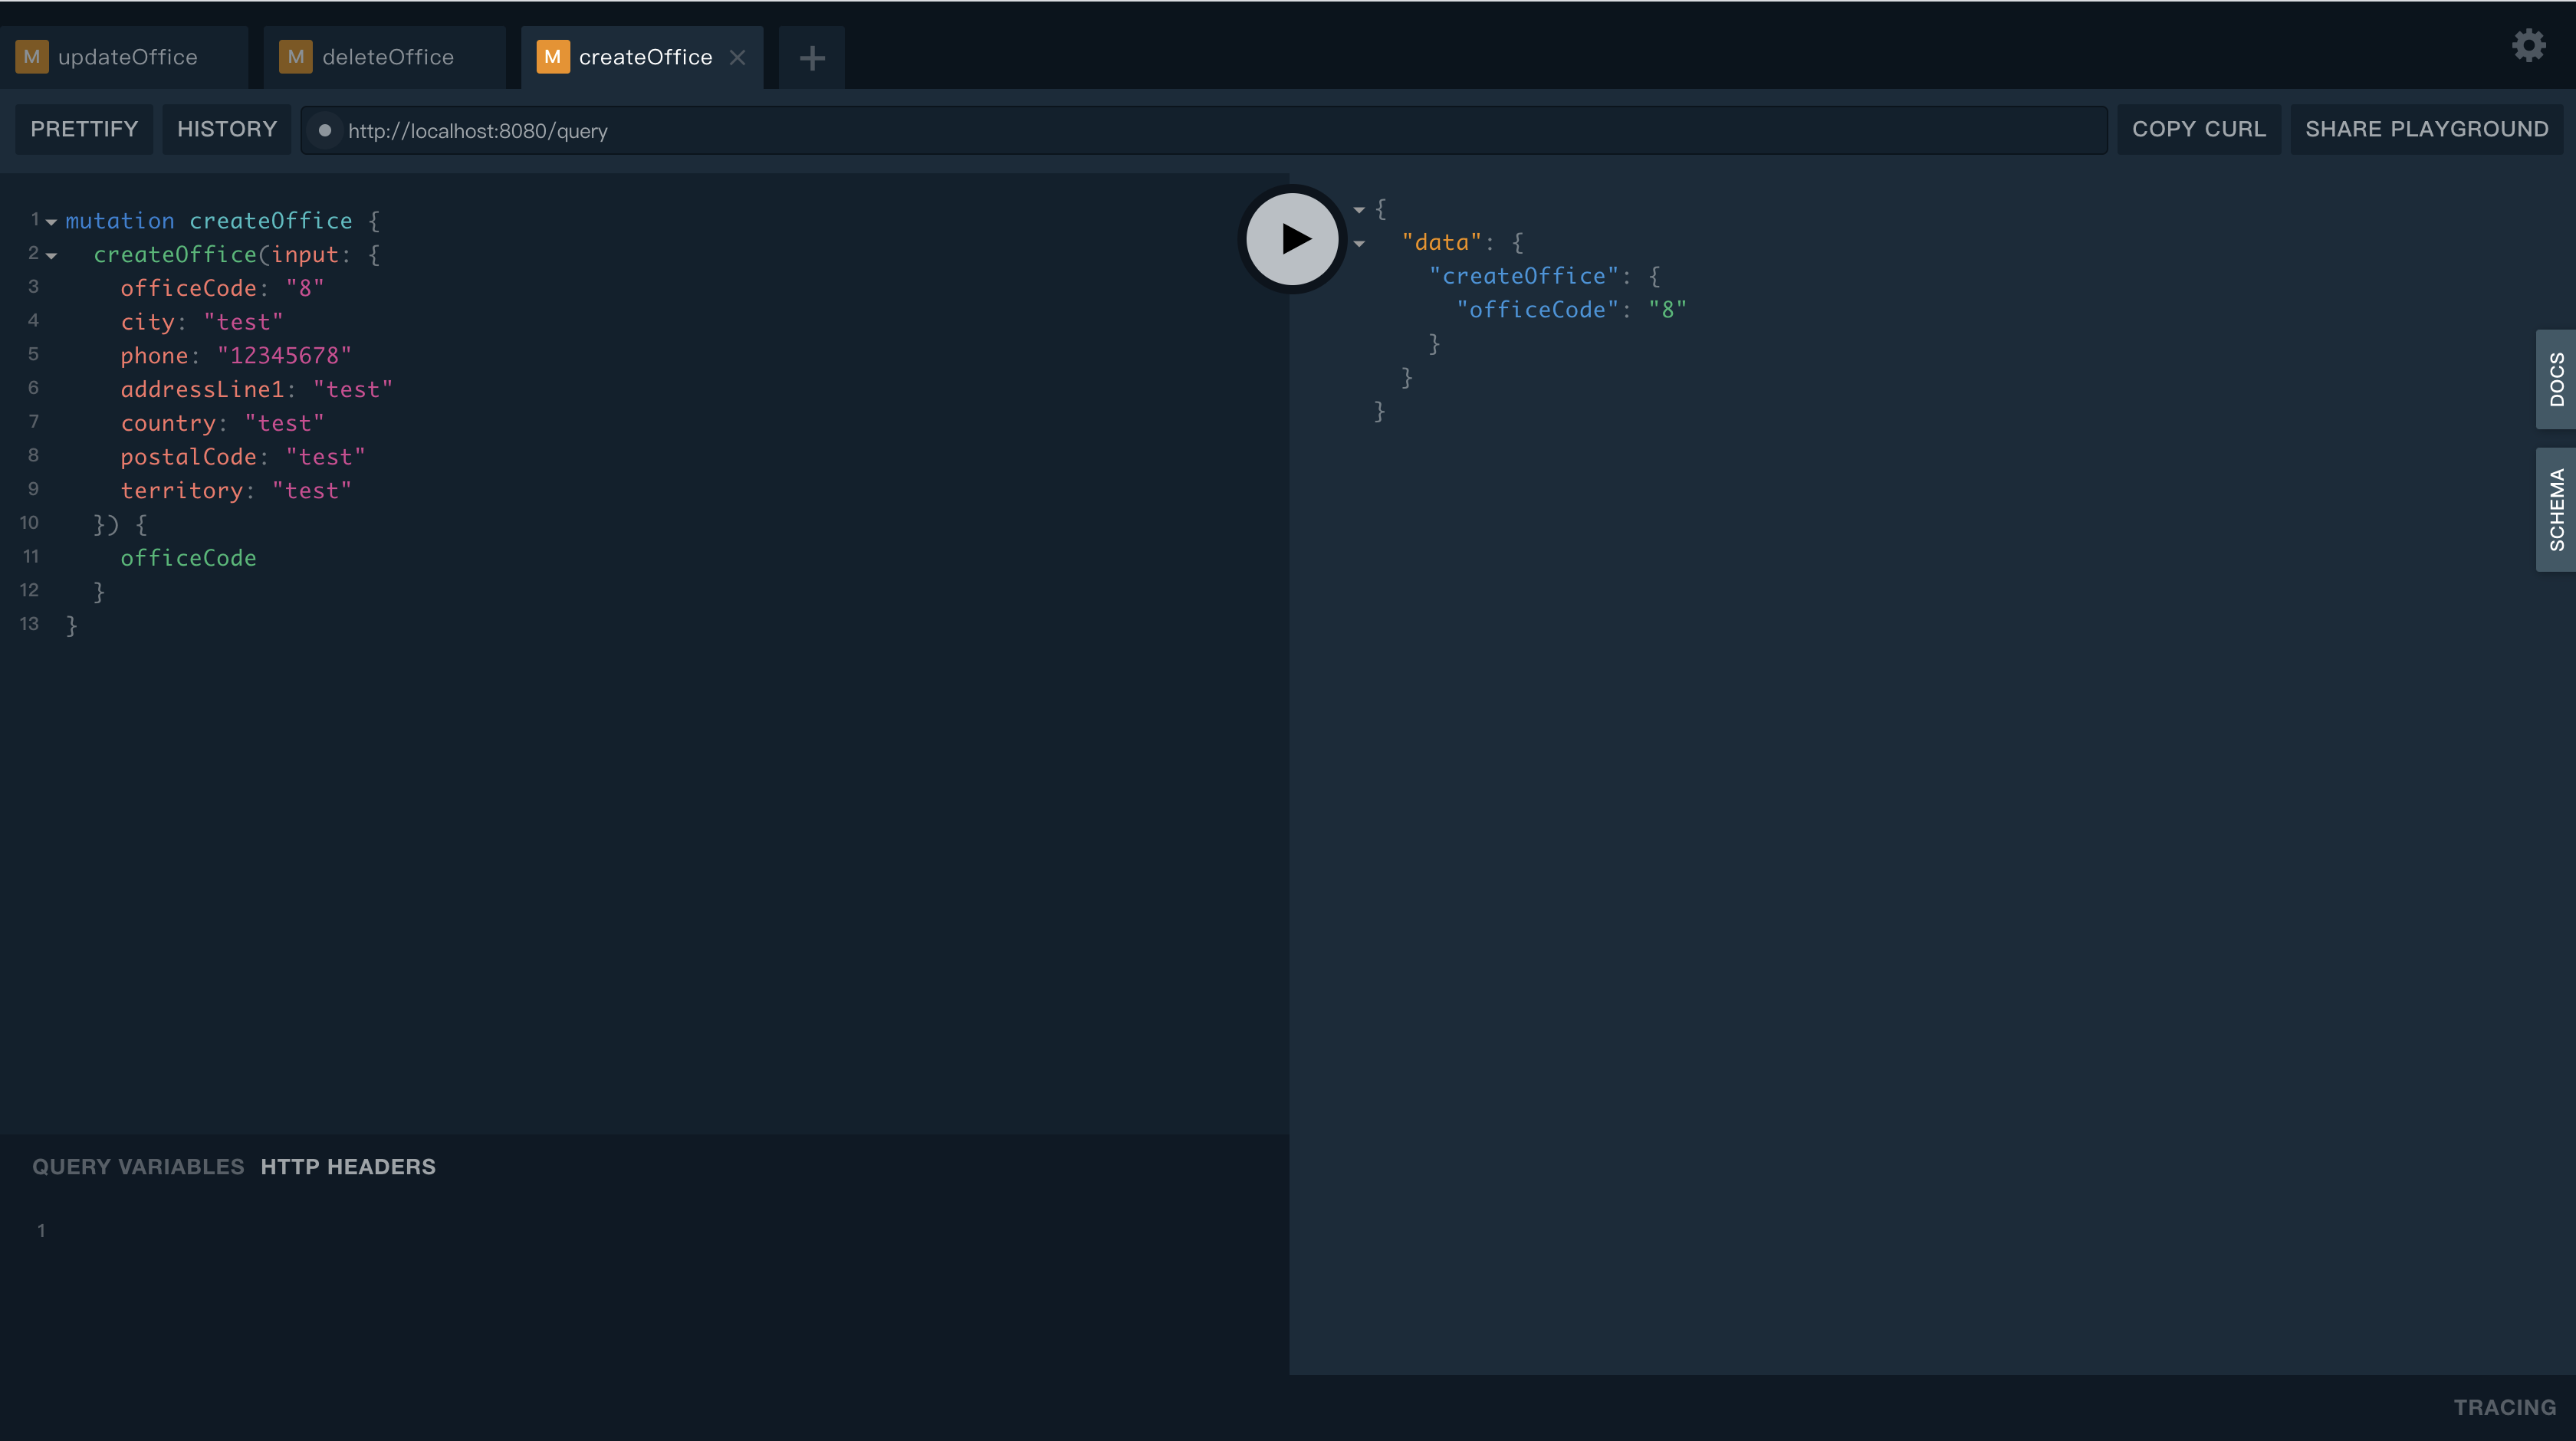 M updateOffice
M deleteOffice
M createOffice
PRETTIFY
HISTORY
http://localhost:8080/query
COPY CURL
SHARE PLAYGROUND
1 mutation createOffice {
2 createOffice(input: {
3 officeCode: "8"
4 city: "test"
5 phone: "12345678"
6 addressLine1: "test"
7 country: "test"
8 postalCode: "test"
9 territory: "test"
10 }) {
11 officeCode
12 }
13 }
{
"data": {
"createOffice": {
"officeCode": "8"
}
}
}
DOCS
SCHEMA
QUERY VARIABLES HTTP HEADERS
1
TRACING